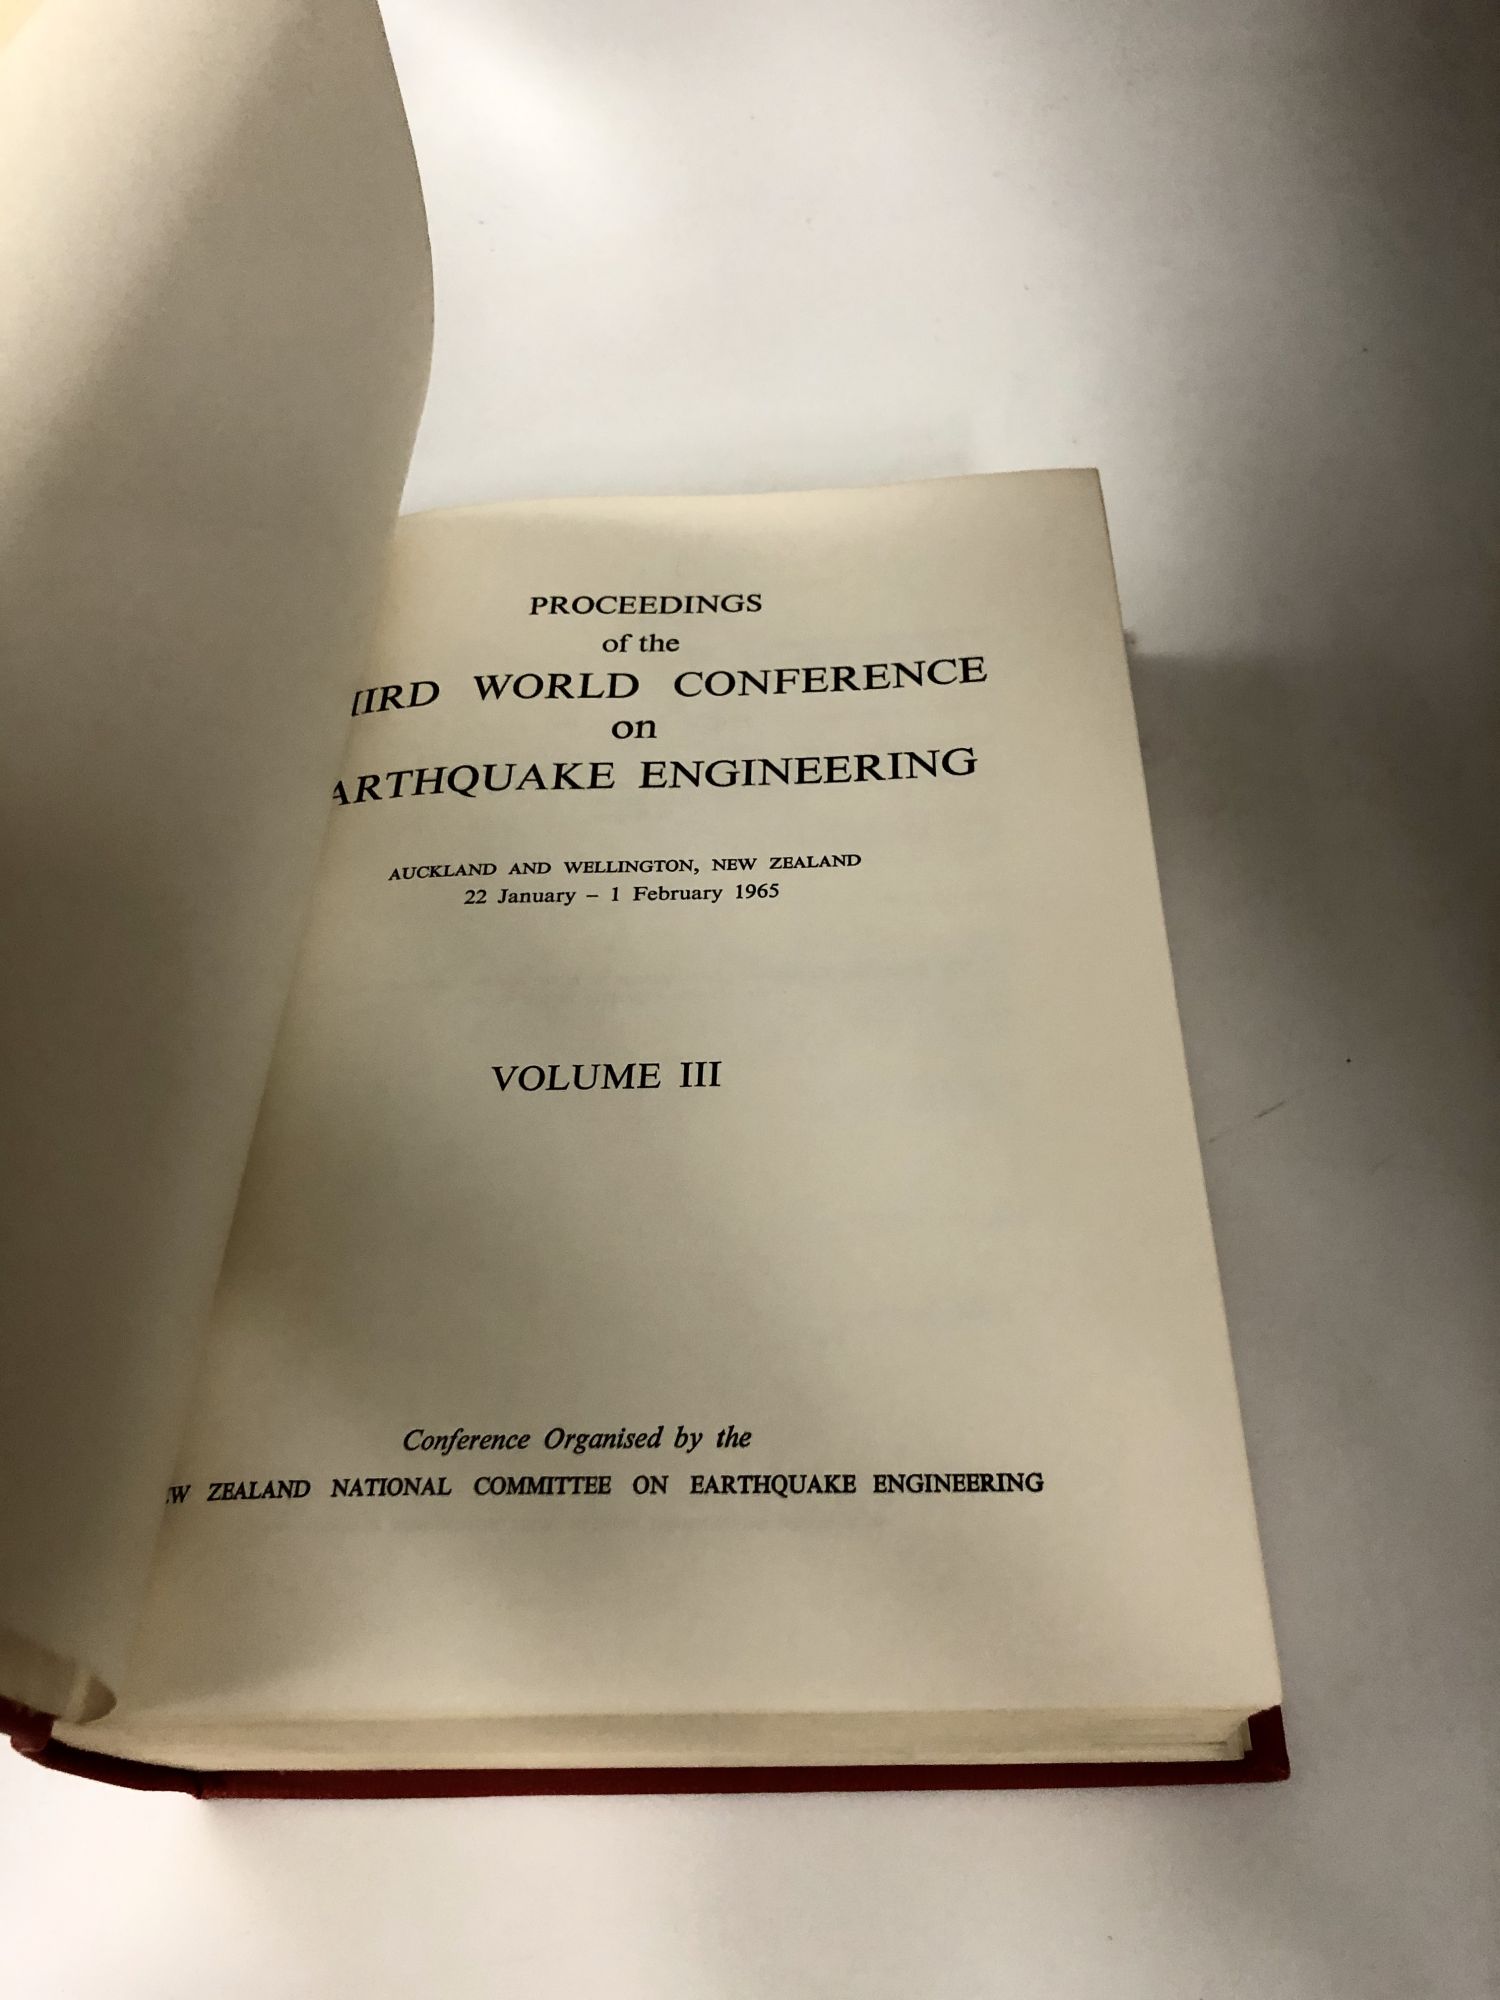 PROCEEDINGS
of the
IRD WORLD CONFERENCE
on
ARTHQUAKE ENGINEERING
AUCKLAND AND WELLINGTON, NEW ZEALAND
22 January – 1 February 1965
VOLUME III
Conference Organised by the
W ZEALAND NATIONAL COMMITTEE ON EARTHQUAKE ENGINEERING